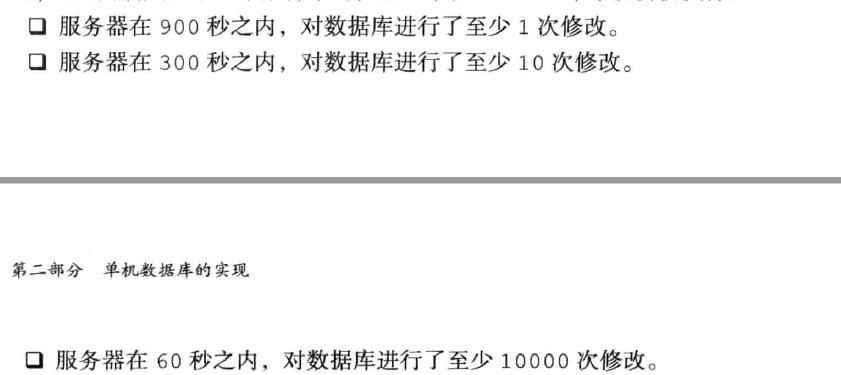 ❑ 服务器在 900 秒之内，对数据库进行了至少 1 次修改。
❑ 服务器在 300 秒之内，对数据库进行了至少 10 次修改。
第二部分 单机数据库的实现
❑ 服务器在 60 秒之内，对数据库进行了至少 10000 次修改。